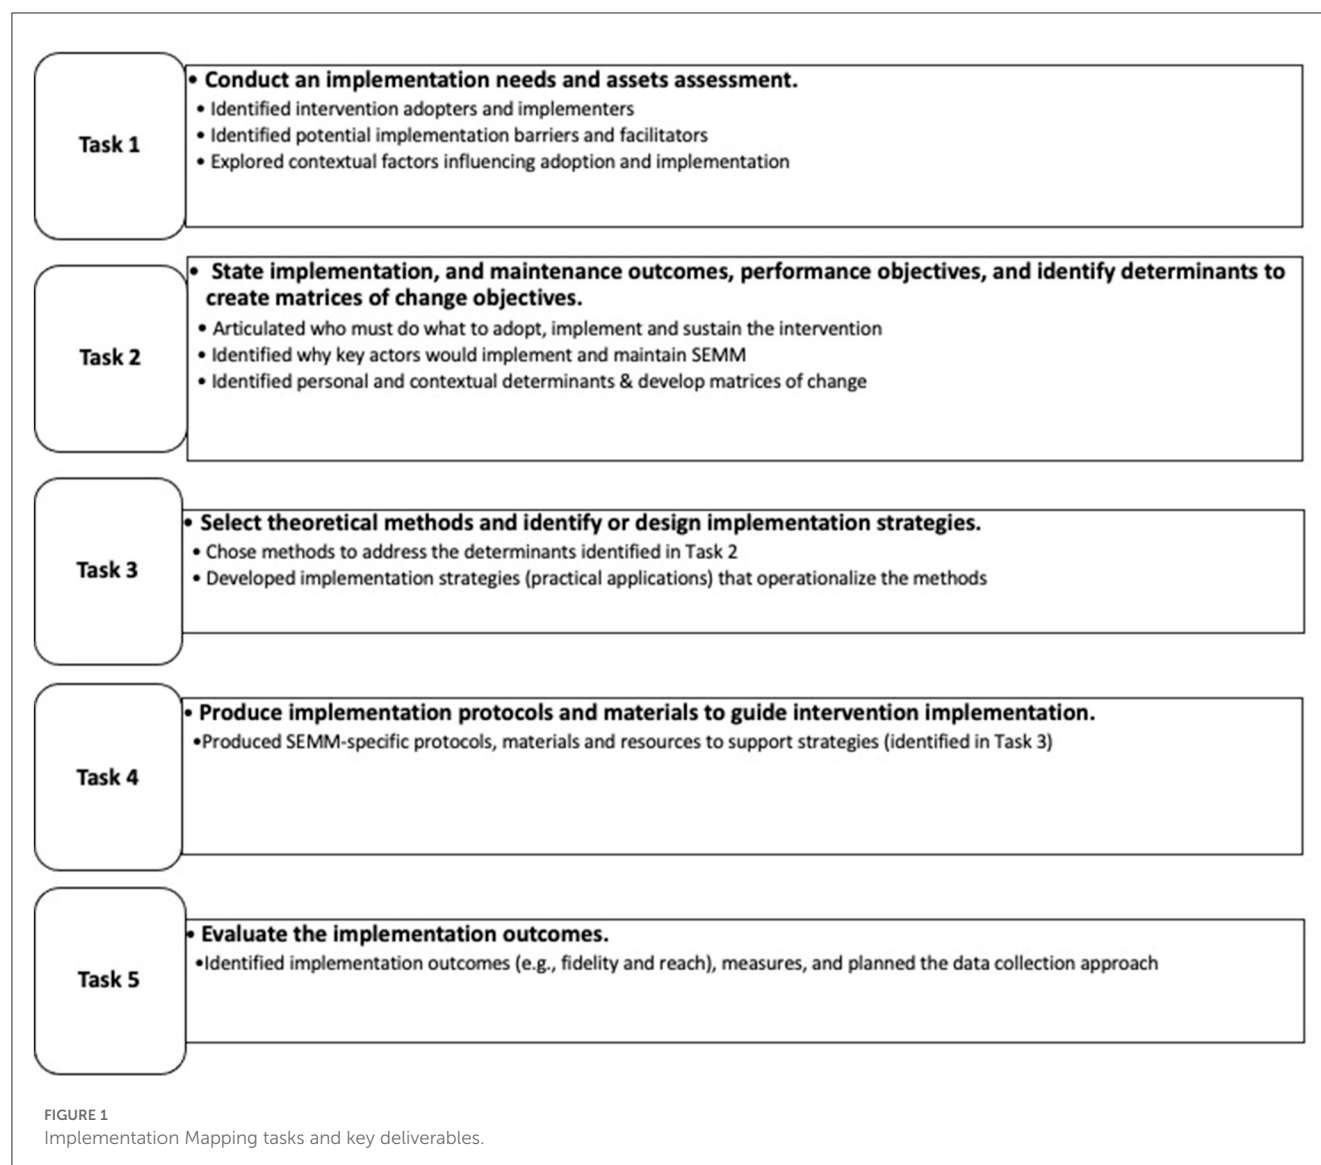 Task 1
• Conduct an implementation needs and assets assessment.
• Identified intervention adopters and implementers
• Identified potential implementation barriers and facilitators
• Explored contextual factors influencing adoption and implementation
Task 2
• State implementation, and maintenance outcomes, performance objectives, and identify determinants to
create matrices of change objectives.
• Articulated who must do what to adopt, implement and sustain the intervention
• Identified why key actors would implement and maintain SEMM
• Identified personal and contextual determinants & develop matrices of change
Task 3
• Select theoretical methods and identify or design implementation strategies.
• Chose methods to address the determinants identified in Task 2
• Developed implementation strategies (practical applications) that operationalize the methods
Task 4
• Produce implementation protocols and materials to guide intervention implementation.
•Produced SEMM-specific protocols, materials and resources to support strategies (identified in Task 3)
Task 5
• Evaluate the implementation outcomes.
•Identified implementation outcomes (e.g., fidelity and reach), measures, and planned the data collection approach
FIGURE 1
Implementation Mapping tasks and key deliverables.